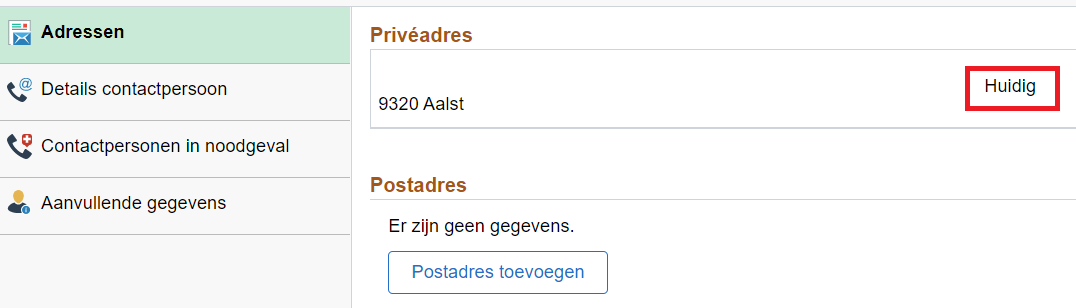 Adressen
Details contactpersoon
Contactpersonen in noodgeval
Aanvullende gegevens
Privéadres
9320 Aalst
Huidig
Postadres
Er zijn geen gegevens.
Postadres toevoegen